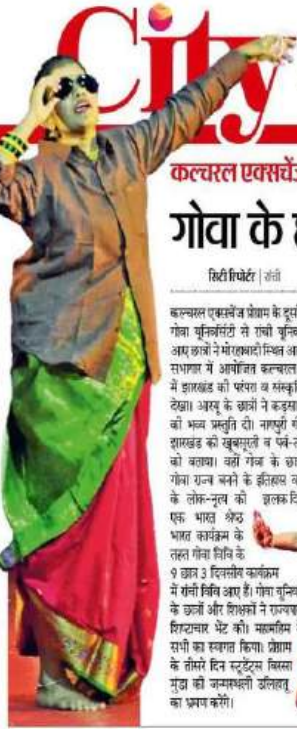 City
कल्चरल एक्सचेंज
गोवा के
सिटी रिपोर्टर | रांची
कल्चरल एक्सचेंज प्रोग्राम के दूस
गोवा यूनिवर्सिटी से रांची यूनि
आए छात्रों ने मोरहाबादी स्थित आ
सभागार में आयोजित कल्चरल
में झारखंड की परंपरा व संस्कृ
देखा। आरयू के छात्रों ने कड़सा
की भव्य प्रस्तुति दी। नागपुरी गी
झारखंड की खूबसूरती व पर्व-त
को बताया। वहीं गोवा के छा
गोवा राज्य बनने के इतिहास व
के लोक-नृत्य की झलक दि
एक भारत श्रेष्ठ
भारत कार्यक्रम के
तहत गोवा विवि के
9 छात्र 3 दिवसीय कार्यक्रम
में रांची विवि आए हैं। गोवा यूनिव
के छात्रों और शिक्षकों ने राज्यपा
शिष्टाचार भेंट की। महामहिम
सभी का स्वागत किया। प्रोग्राम
के तीसरे दिन स्टूडेंट्स बिरसा
मुंडा की जन्मस्थली उलिहातू
का भ्रमण करेंगे।